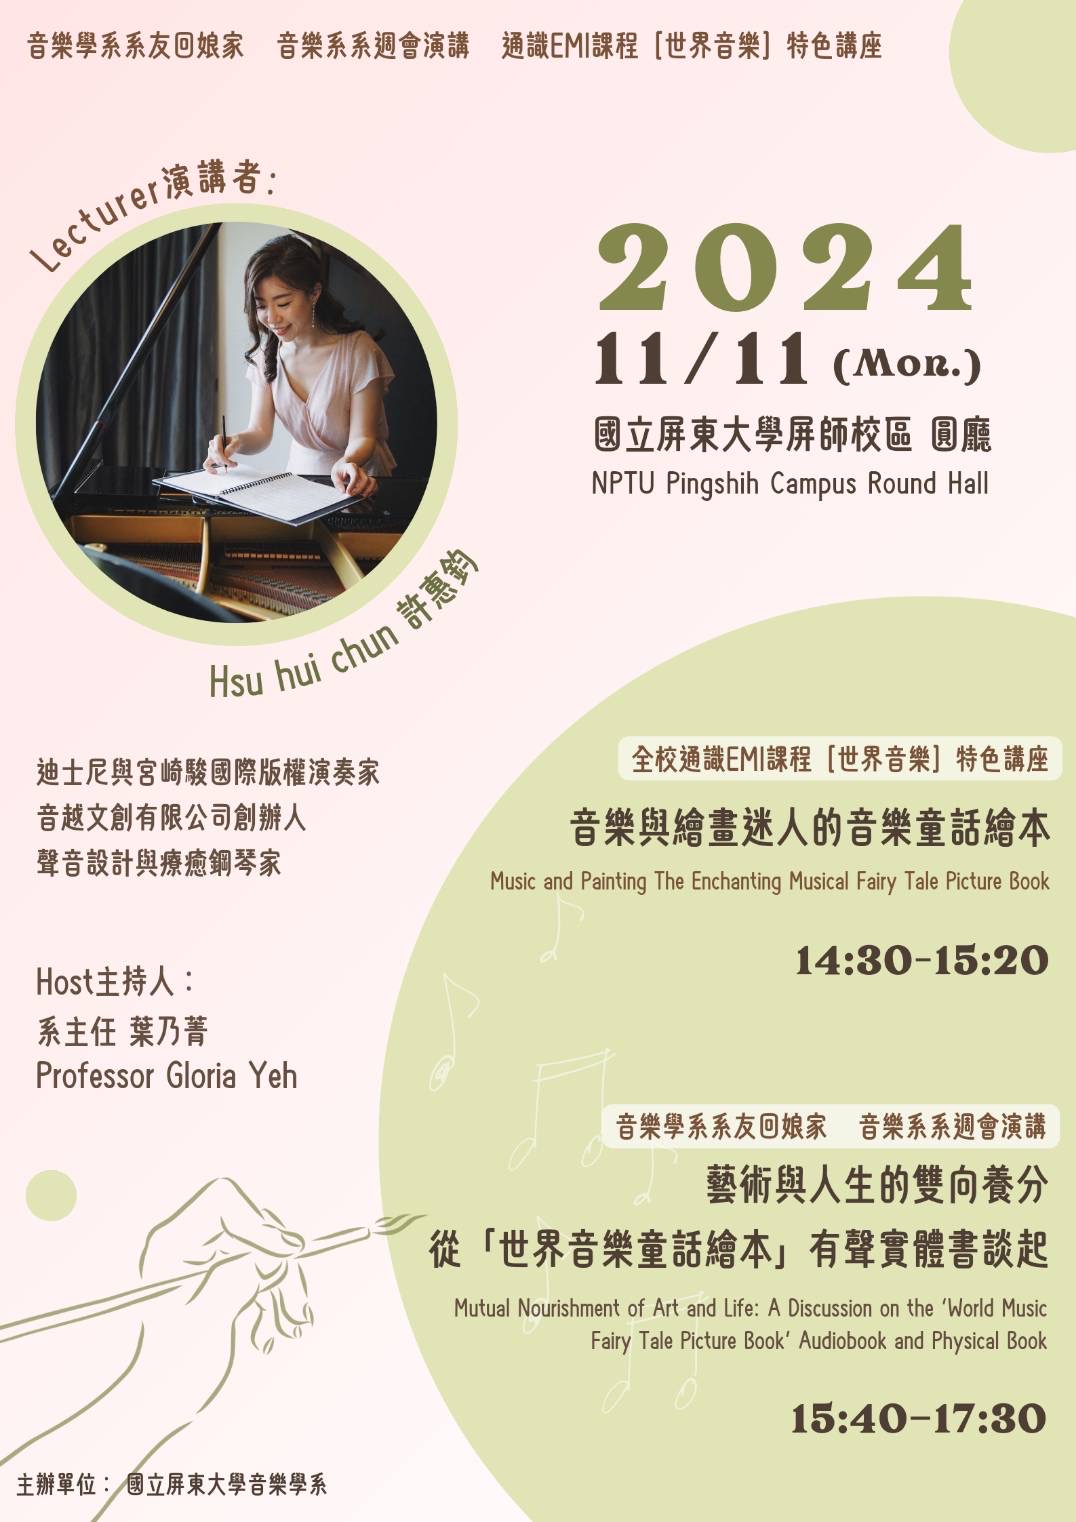 音樂學系系友回娘家 音樂系系週會演講 通識EMI課程［世界音樂］特色講座
Lecturer演講者:
2024
11/11 (Mon.)
國立屏東大學屏師校區 圓廳
NPTU Pingshih Campus Round Hall
Hsu hui chun 許惠鈞
迪士尼與宮崎駿國際版權演奏家
音越文創有限公司創辦人
聲音設計與療癒鋼琴家
Host主持人：
系主任 葉乃菁
Professor Gloria Yeh
全校通識EMI課程［世界音樂］特色講座
音樂與繪畫迷人的音樂童話繪本
Music and Painting The Enchanting Musical Fairy Tale Picture Book
14:30-15:20
音樂學系系友回娘家 音樂系系週會演講
藝術與人生的雙向養分
從「世界音樂童話繪本」有聲實體書談起
Mutual Nourishment of Art and Life: A Discussion on the ‘World Music
Fairy Tale Picture Book’ Audiobook and Physical Book
15:40-17:30
主辦單位： 國立屏東大學音樂學系